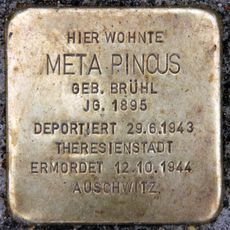 HIER WOHNTE
META PINCUS
GEB. BRÜHL
JG. 1895
DEPORTIERT 29.6.1943
THERESIENSTADT
ERMORDET 12.10.1944
AUSCHWITZ